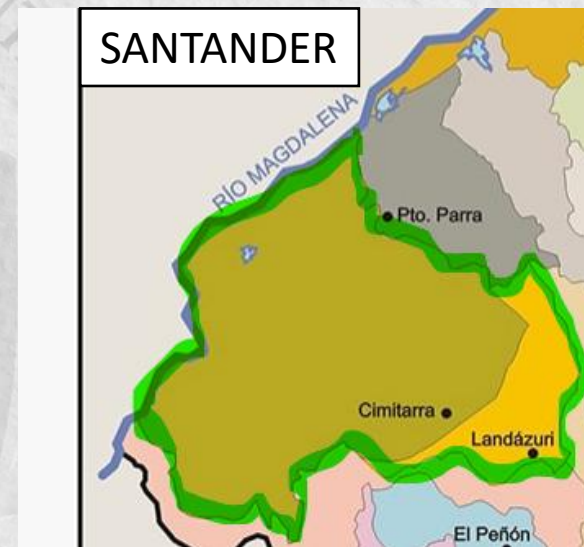 SANTANDER
RÍO MAGDALENA
Pto. Parra
Cimitarra
Landázuri
El Peñón